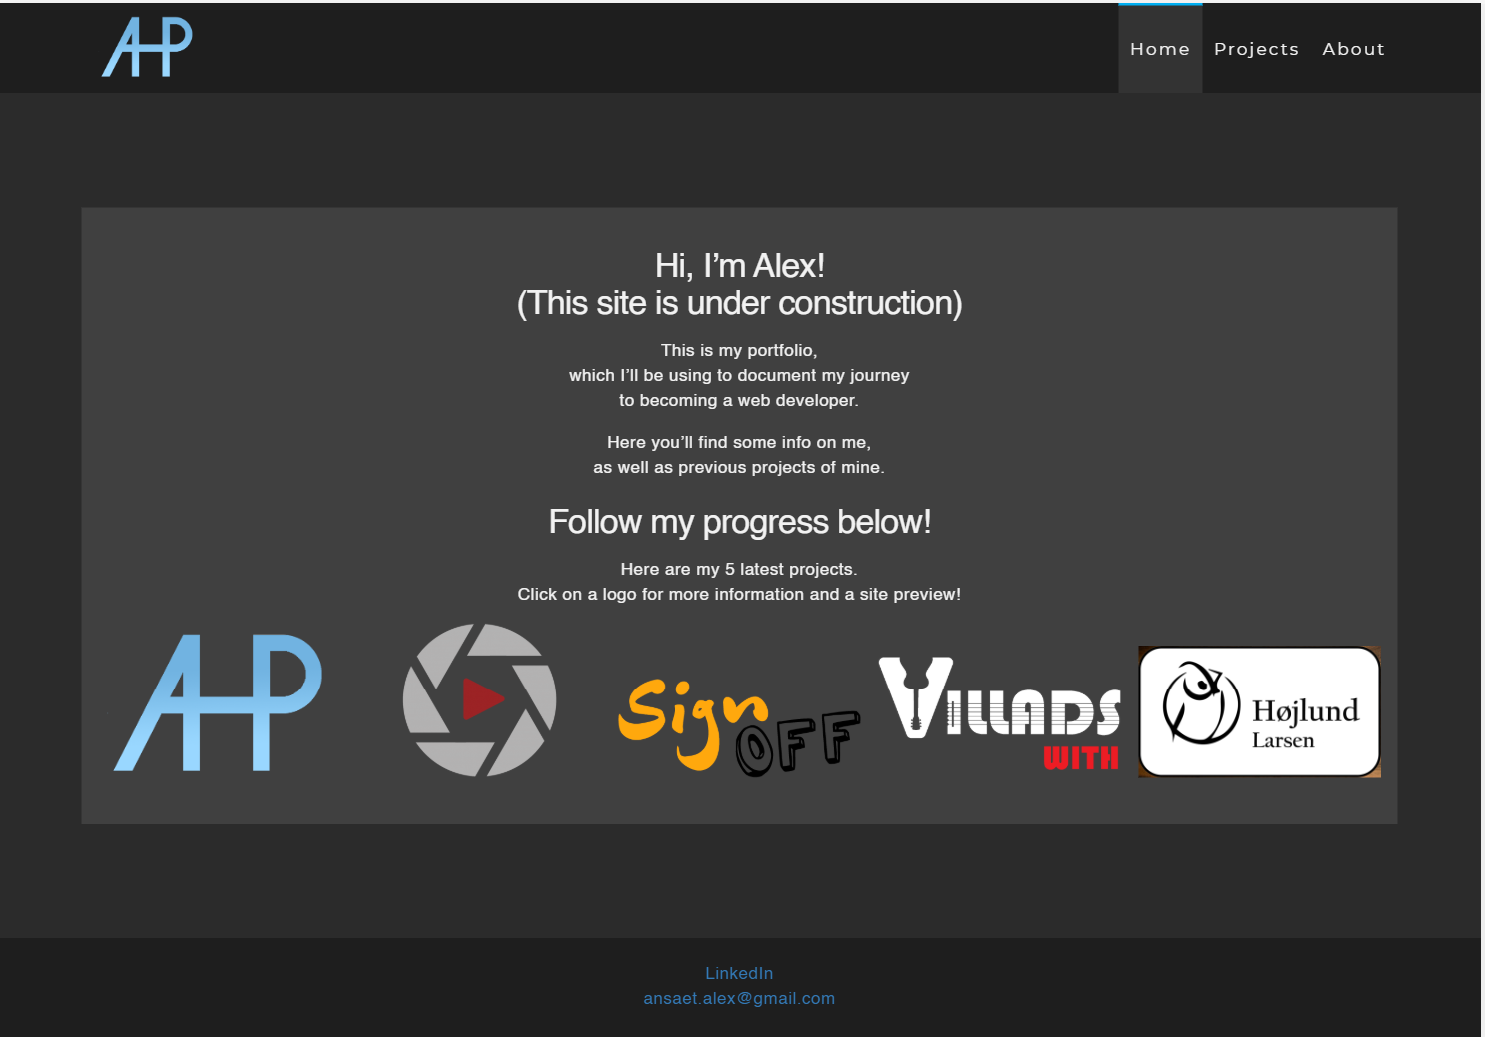 AHP
Home Projects About
Hi, I’m Alex!
(This site is under construction)
This is my portfolio,
which I’ll be using to document my journey
to becoming a web developer.
Here you’ll find some info on me,
as well as previous projects of mine.
Follow my progress below!
Here are my 5 latest projects.
Click on a logo for more information and a site preview!
AHP
Sign
OFF
VILLADS
WITH
Højlund
Larsen
LinkedIn
ansaet.alex@gmail.com